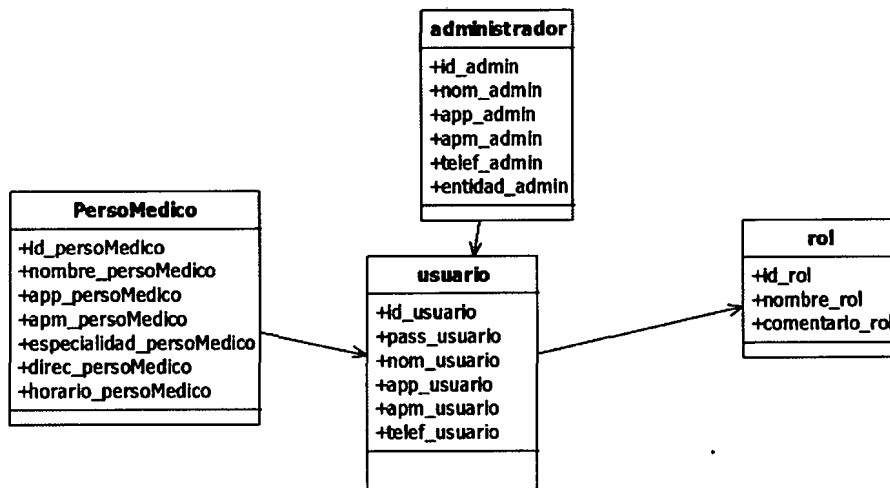 administrador
+id_admin
+nom_admin
+app_admin
+apm_admin
+telef_admin
+entidad_admin
PersoMedico
+id_persoMedico
+nombre_persoMedico
+app_persoMedico
+apm_persoMedico
+especialidad_persoMedico
+direc_persoMedico
+horario_persoMedico
usuario
+id_usuario
+pass_usuario
+nom_usuario
+app_usuario
+apm_usuario
+telef_usuario
rol
+id_rol
+nombre_rol
+comentario_rol